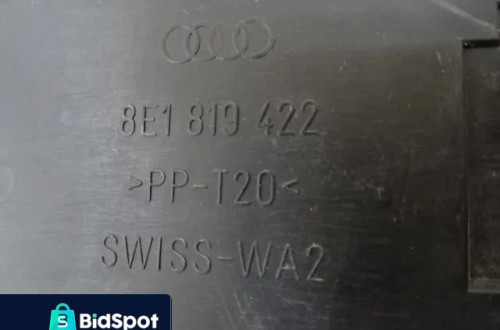 8E1 819 422
>PP-T20<
SWISS-WA2
S
BidSpot